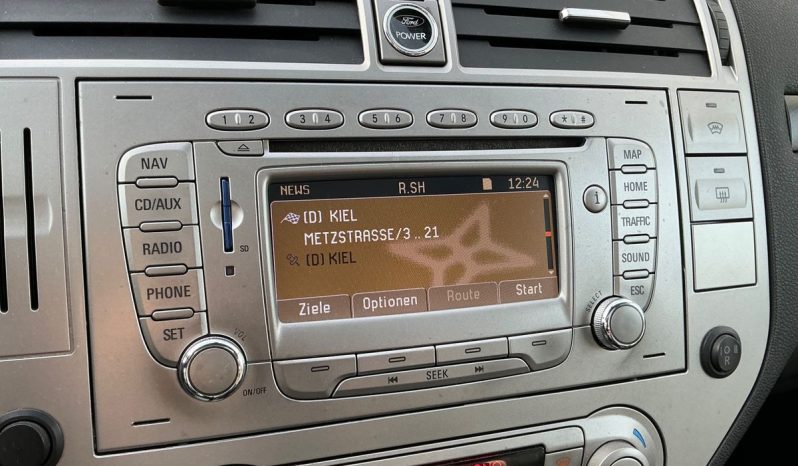 Ford
POWER
1 2 3 4 5 6 7 8 9 0 * #
NAV
CD/AUX
RADIO
PHONE
SET
SD
VOL
ON/OFF
NEWS R.SH 12:24
(D) KIEL
METZSTRASSE/3 .. 21
(D) KIEL
Ziele Optionen Route Start
SEEK
MAP
i
HOME
TRAFFIC
SOUND
ESC
SELECT
R